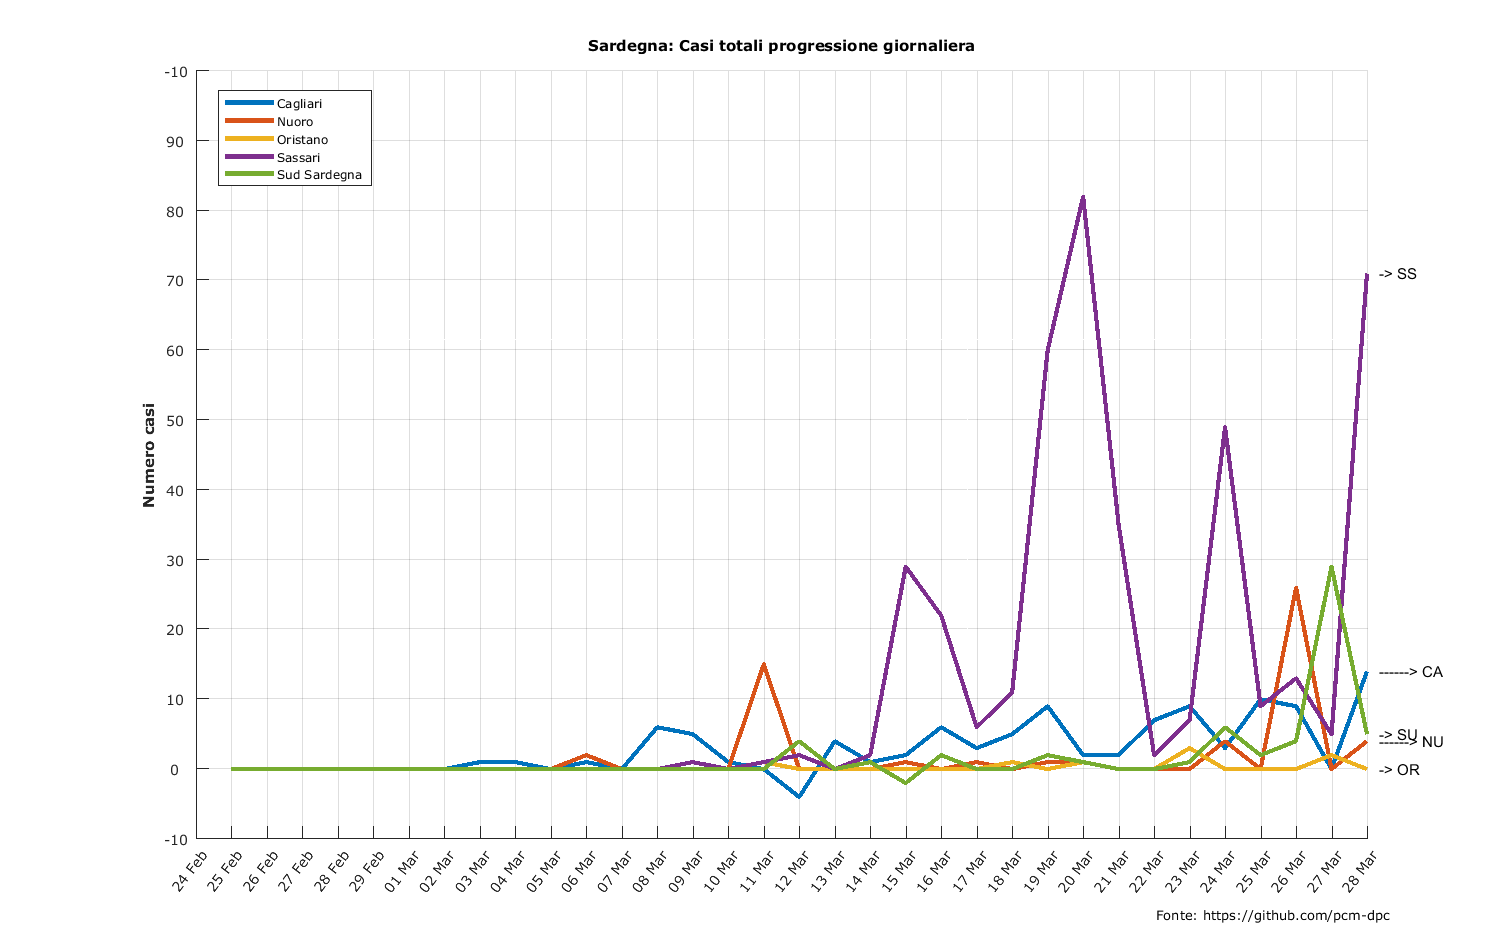 Sardegna: Casi totali progressione giornaliera
-10
90
80
70
60
50
40
30
20
10
0
-10
Numero casi
Cagliari
Nuoro
Oristano
Sassari
Sud Sardegna
-> SS
------> CA
-> SU
------> NU
-> OR
24 Feb
25 Feb
26 Feb
27 Feb
28 Feb
29 Feb
01 Mar
02 Mar
03 Mar
04 Mar
05 Mar
06 Mar
07 Mar
08 Mar
09 Mar
10 Mar
11 Mar
12 Mar
13 Mar
14 Mar
15 Mar
16 Mar
17 Mar
18 Mar
19 Mar
20 Mar
21 Mar
22 Mar
23 Mar
24 Mar
25 Mar
26 Mar
27 Mar
28 Mar
Fonte: https://github.com/pcm-dpc